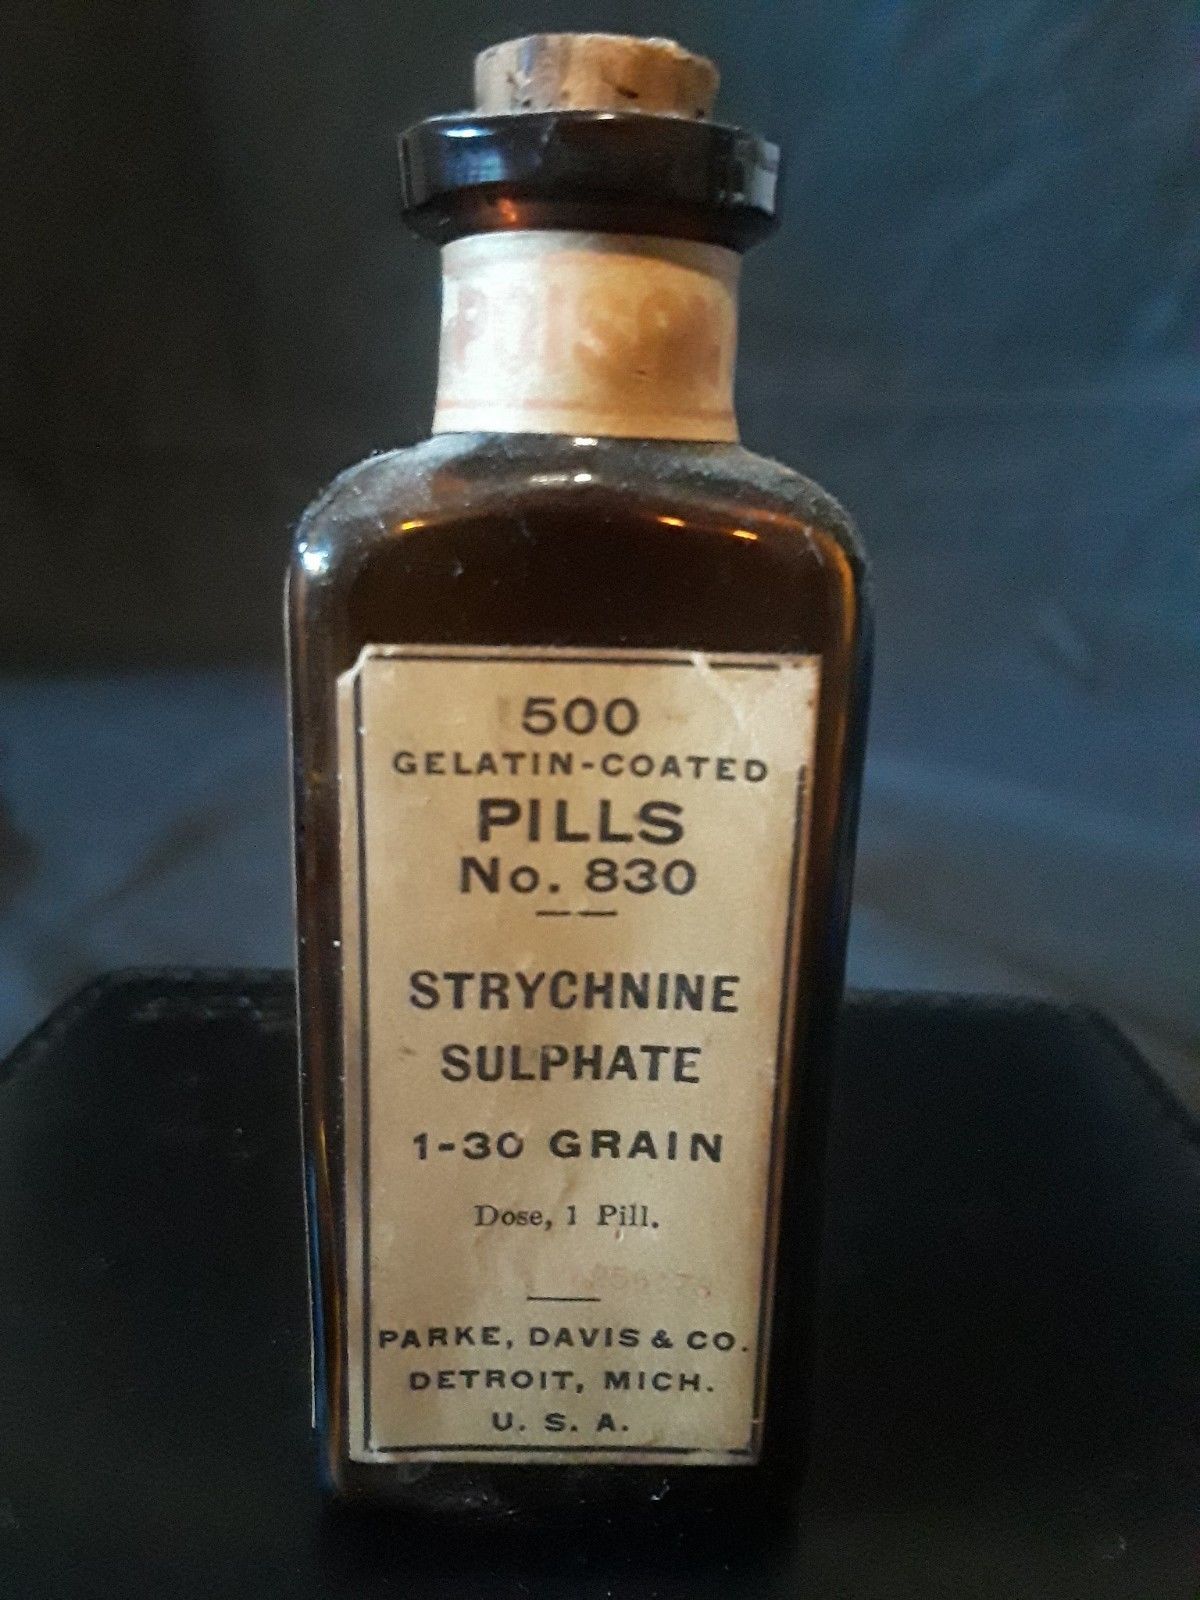 POISON
500
GELATIN-COATED
PILLS
No. 830
STRYCHNINE
SULPHATE
1-30 GRAIN
Dose, 1 Pill.
PARKE, DAVIS & CO.
DETROIT, MICH.
U. S. A.